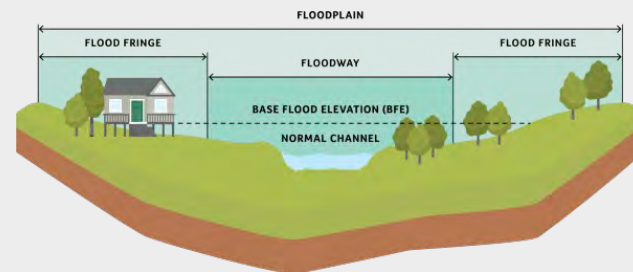 FLOODPLAIN
FLOOD FRINGE
FLOOD FRINGE
FLOODWAY
BASE FLOOD ELEVATION (BFE)
NORMAL CHANNEL